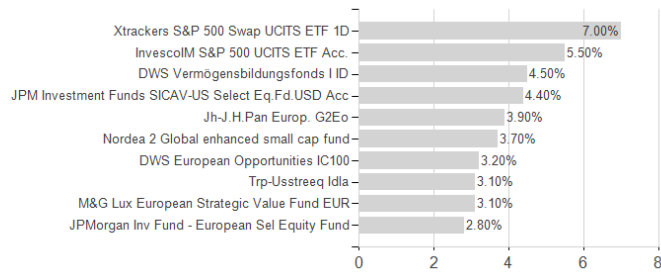 Xtrackers S&P 500 Swap UCITS ETF 1D 7.00%
InvescoIM S&P 500 UCITS ETF Acc. 5.50%
DWS Vermögensbildungsfonds I ID 4.50%
JPM Investment Funds SICAV-US Select Eq.Fd.USD Acc 4.40%
Jh-J.H.Pan Europ. G2Eo 3.90%
Nordea 2 Global enhanced small cap fund 3.70%
DWS European Opportunities IC100 3.20%
Trp-Usstreeq Idla 3.10%
M&G Lux European Strategic Value Fund EUR 3.10%
JPMorgan Inv Fund - European Sel Equity Fund 2.80%
0 2 4 6 8